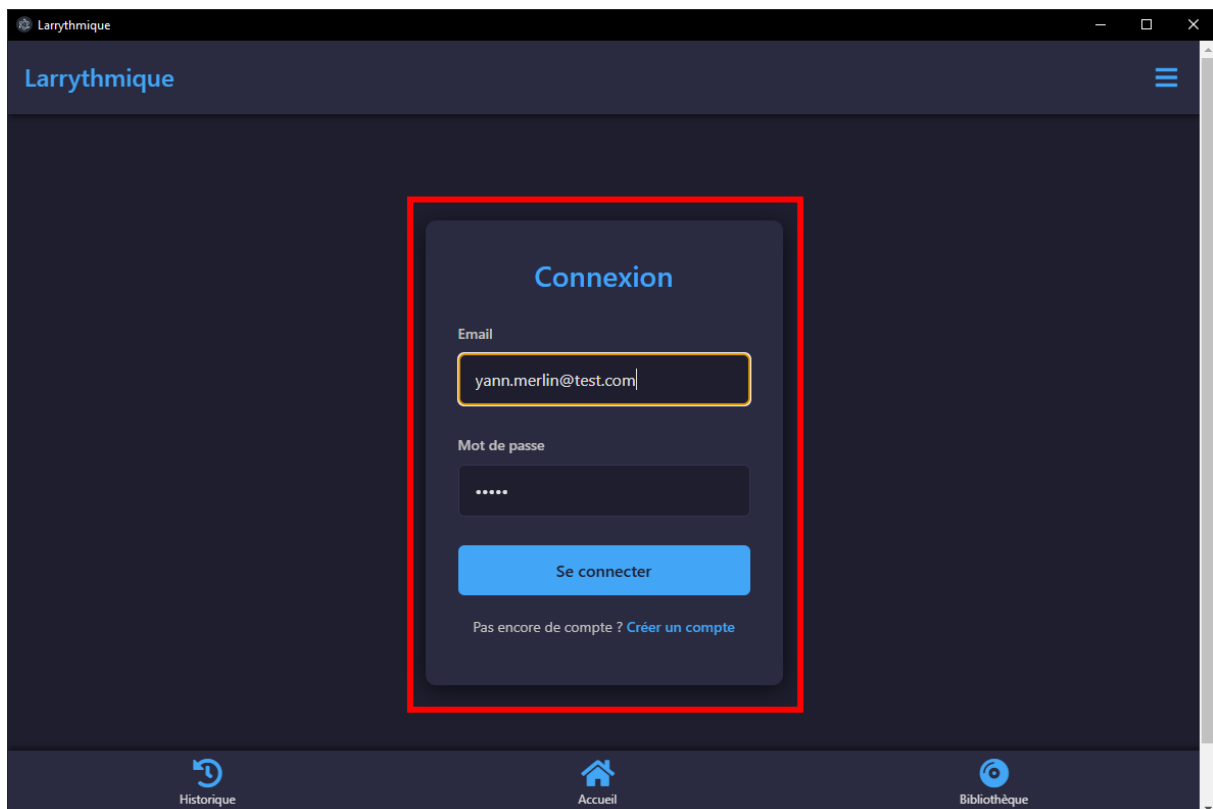 Larrythmique
Larrythmique
Connexion
Email
yann.merlin@test.com
Mot de passe
•••••
Se connecter
Pas encore de compte ? Créer un compte
Historique
Accueil
Bibliothèque